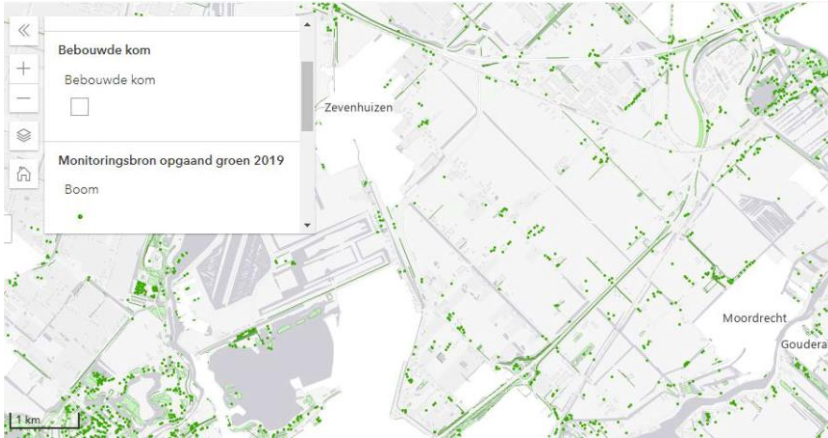 Bebouwde kom
Bebouwde kom
Zevenhuizen
Monitoringsbron opgaand groen 2019
Boom
Moordrecht
Goudera
1 km